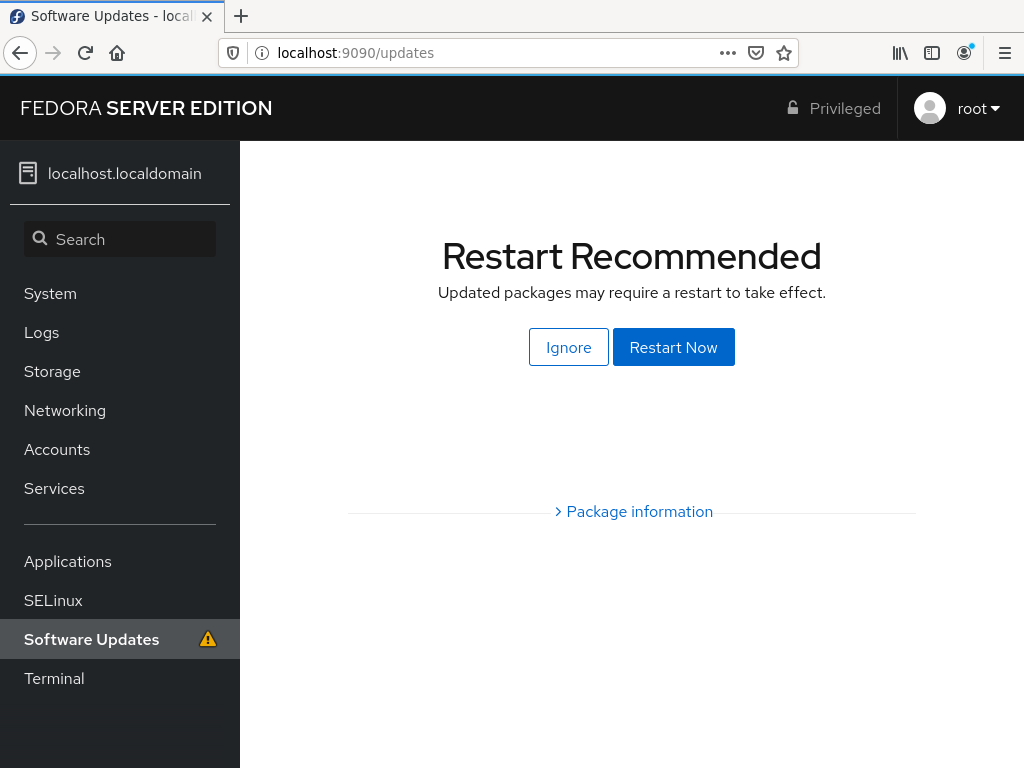 Software Updates - local
localhost:9090/updates
FEDORA SERVER EDITION
Privileged
root
localhost.localdomain
Search
System
Logs
Storage
Networking
Accounts
Services
Applications
SELinux
Software Updates
Terminal
Restart Recommended
Updated packages may require a restart to take effect.
Ignore
Restart Now
Package information